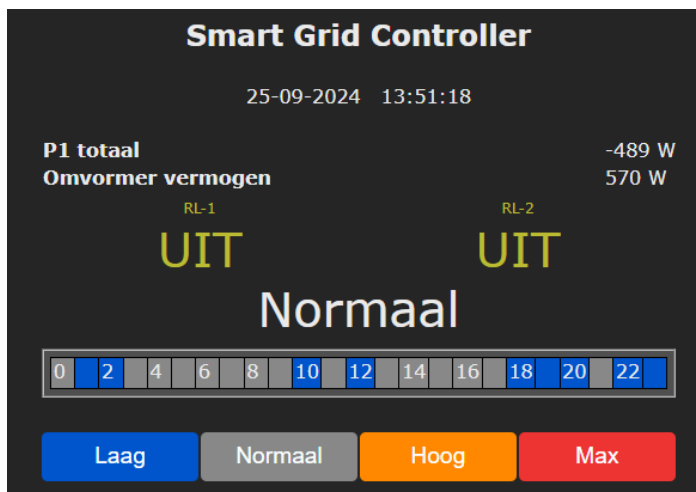 Smart Grid Controller
25-09-2024 13:51:18
P1 totaal -489 W
Omvormer vermogen 570 W
RL-1 RL-2
UIT UIT
Normaal
0 2 4 6 8 10 12 14 16 18 20 22
Laag Normaal Hoog Max